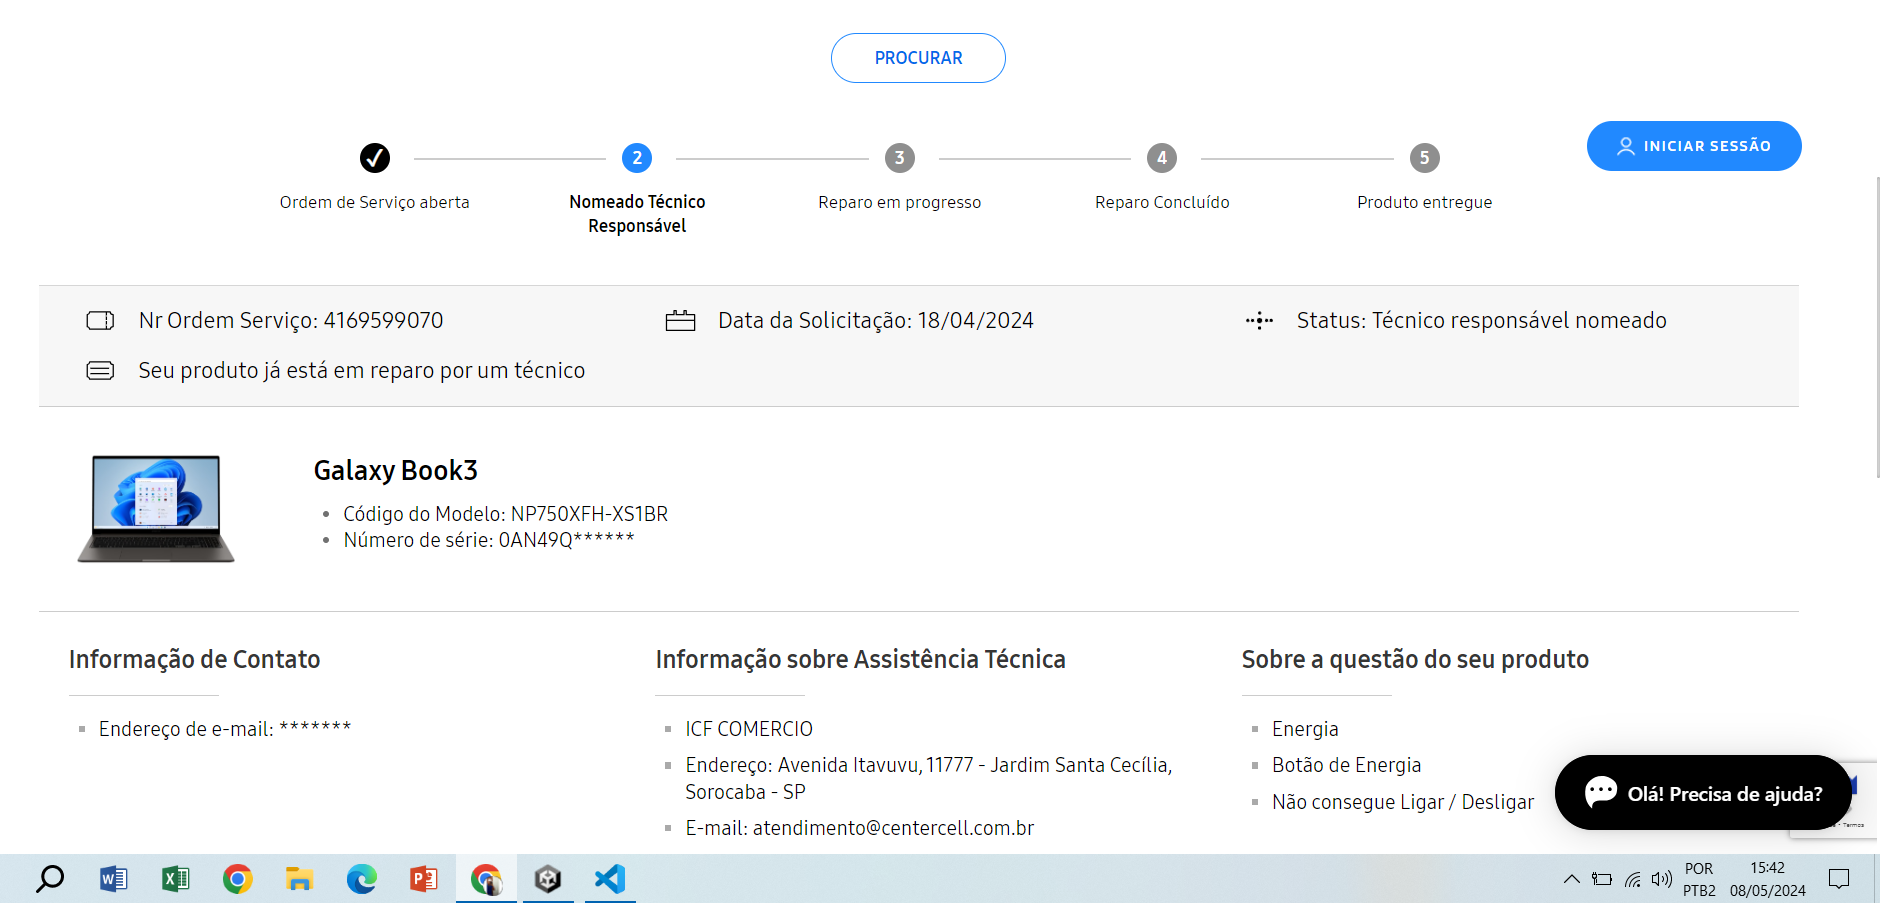 PROCURAR
INICIAR SESSÃO
2
3
4
5
Ordem de Serviço aberta
Nomeado Técnico
Responsável
Reparo em progresso
Reparo Concluído
Produto entregue
Nr Ordem Serviço: 4169599070
Data da Solicitação: 18/04/2024
Status: Técnico responsável nomeado
Seu produto já está em reparo por um técnico
Galaxy Book3
Código do Modelo: NP750XFH-XS1BR
Número de série: 0AN49Q******
Informação de Contato
Endereço de e-mail: *******
Informação sobre Assistência Técnica
ICF COMERCIO
Endereço: Avenida Itavuvu, 11777 - Jardim Santa Cecília,
Sorocaba - SP
E-mail: atendimento@centercell.com.br
Sobre a questão do seu produto
Energia
Botão de Energia
Não consegue Ligar / Desligar
Olá! Precisa de ajuda?
Termos
POR
PTB2
15:42
08/05/2024